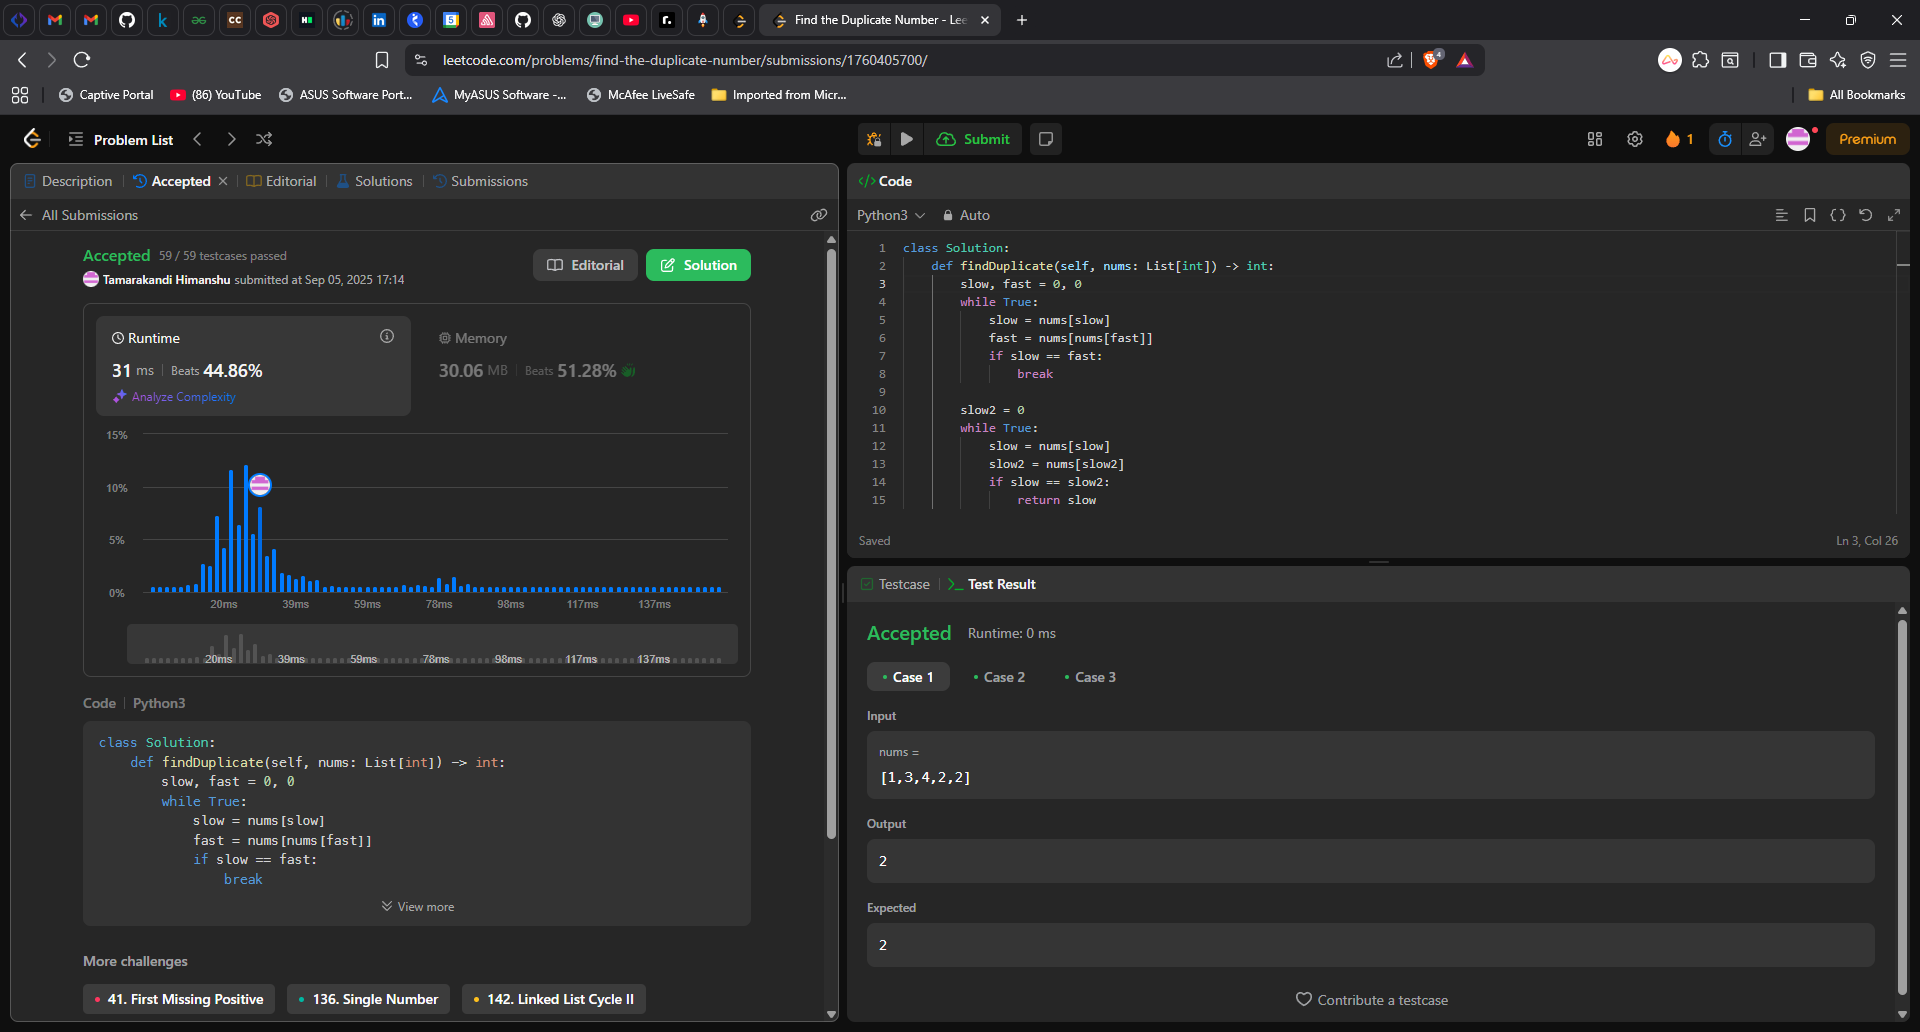 Find the Duplicate Number - Lee
leetcode.com/problems/find-the-duplicate-number/submissions/1760405700/
4
Captive Portal
(86) YouTube
ASUS Software Port...
MyASUS Software -...
McAfee LiveSafe
Imported from Micr...
All Bookmarks
Problem List
Submit
1
Premium
Description
Accepted
Editorial
Solutions
Submissions
All Submissions
Accepted 59 / 59 testcases passed
Tamarakandi Himanshu submitted at Sep 05, 2025 17:14
Editorial
Solution
Runtime
31 ms Beats 44.86%
Analyze Complexity
Memory
30.06 MB Beats 51.28%
15%
10%
5%
0%
20ms 39ms 59ms 78ms 98ms 117ms 137ms
20ms 39ms 59ms 78ms 98ms 117ms 137ms
Code Python3
class Solution:
def findDuplicate(self, nums: List[int]) -> int:
slow, fast = 0, 0
while True:
slow = nums[slow]
fast = nums[nums[fast]]
if slow == fast:
break
View more
More challenges
41. First Missing Positive
136. Single Number
142. Linked List Cycle II
</> Code
Python3
Auto
1 class Solution:
2 def findDuplicate(self, nums: List[int]) -> int:
3 slow, fast = 0, 0
4 while True:
5 slow = nums[slow]
6 fast = nums[nums[fast]]
7 if slow == fast:
8 break
9
10 slow2 = 0
11 while True:
12 slow = nums[slow]
13 slow2 = nums[slow2]
14 if slow == slow2:
15 return slow
Saved
Ln 3, Col 26
Testcase
Test Result
Accepted Runtime: 0 ms
Case 1
Case 2
Case 3
Input
nums =
[1,3,4,2,2]
Output
2
Expected
2
Contribute a testcase